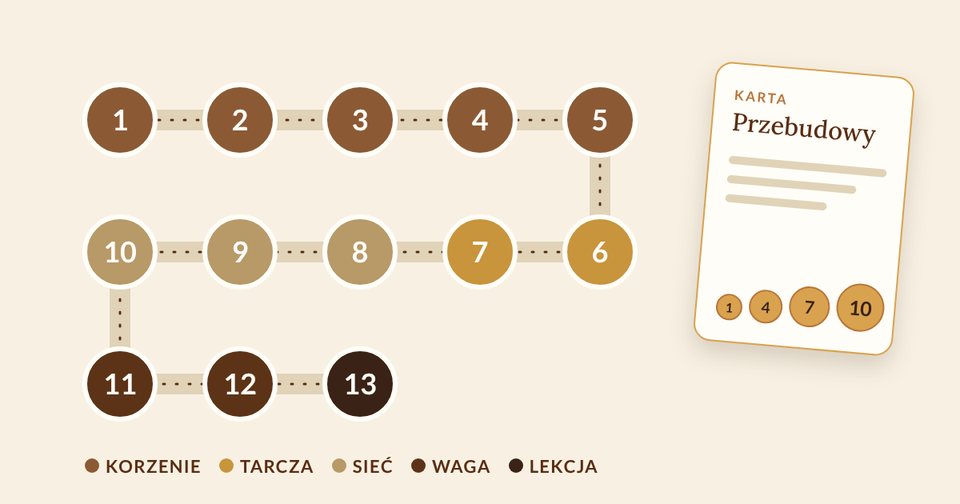 1 2 3 4 5
10 9 8 7 6
11 12 13
KORZENIE TARCZA SIEĆ WAGA LEKCJA
KARTA
Przebudowy
1 4 7 10